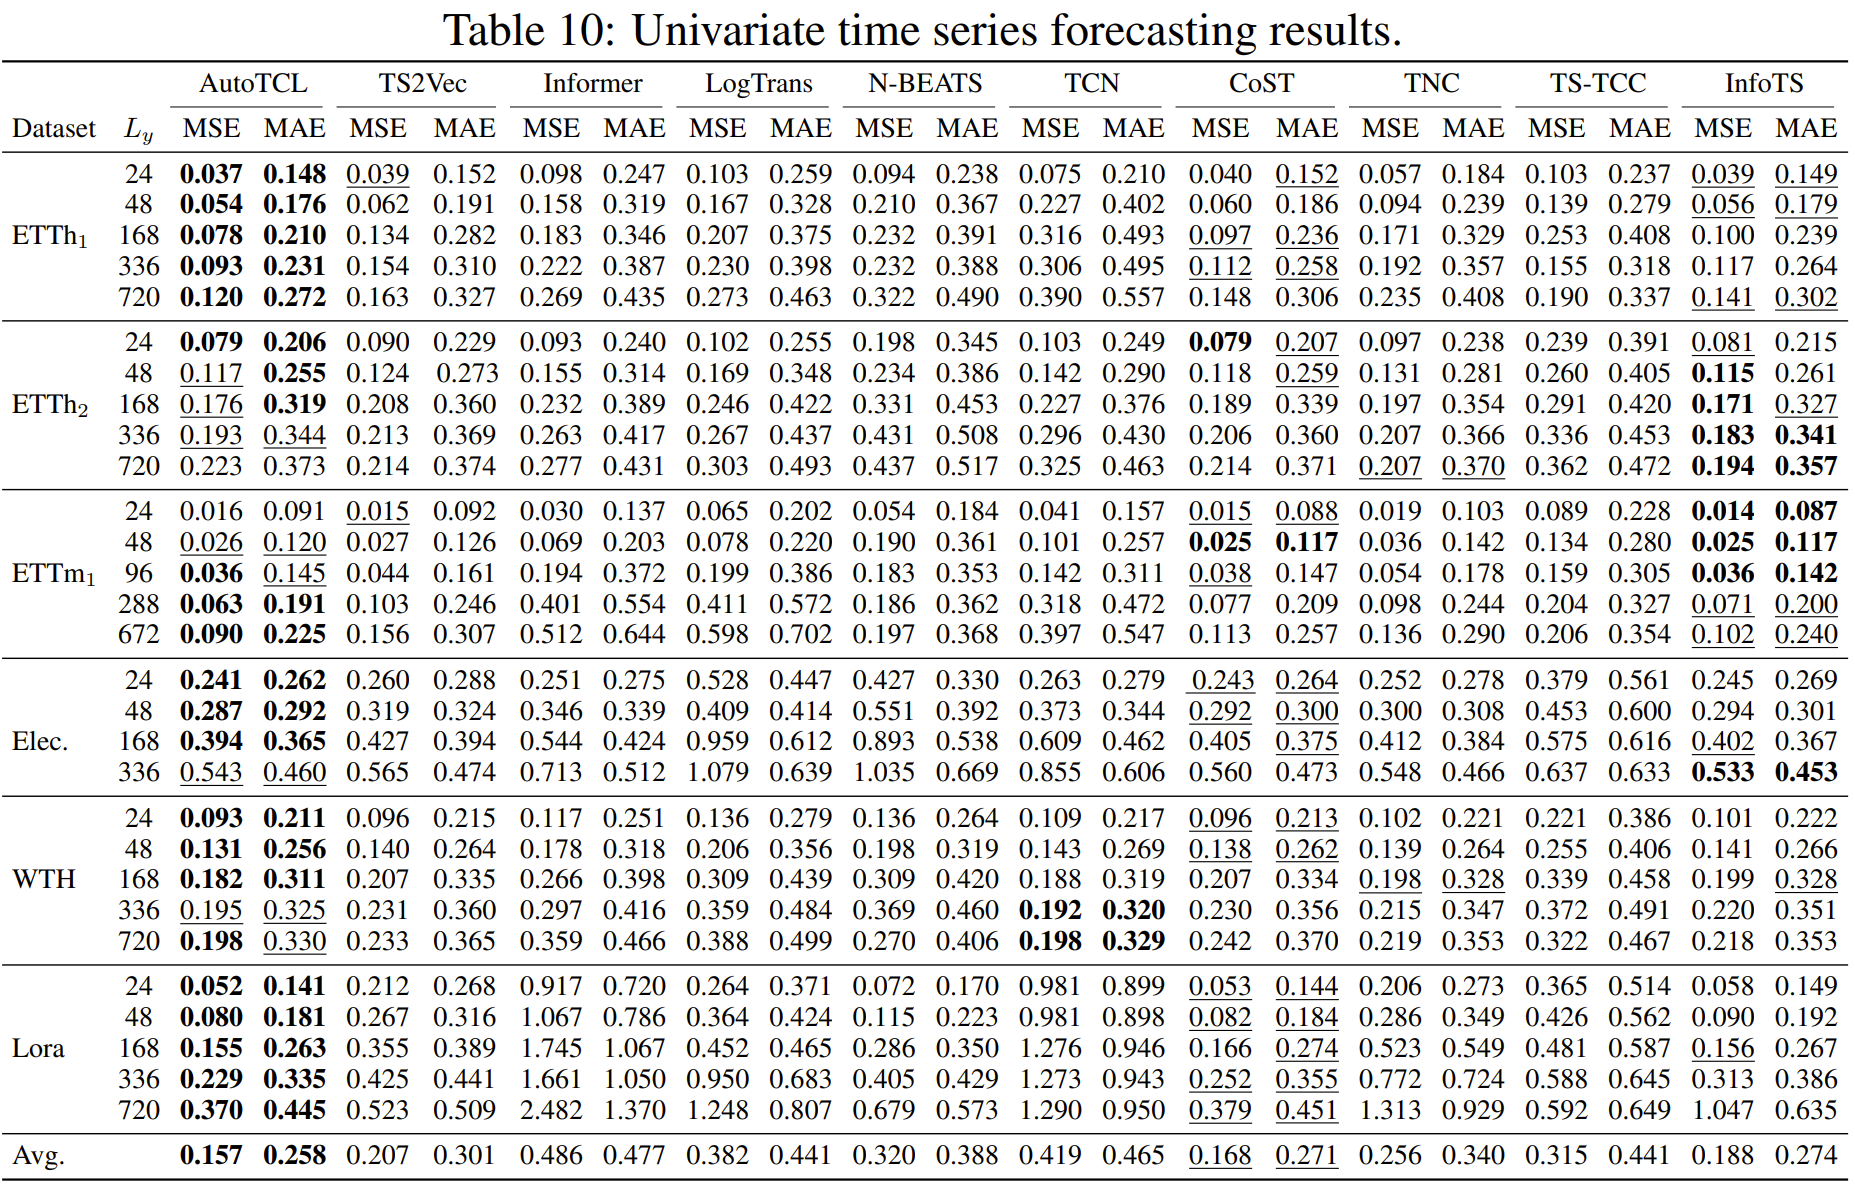 Table 10: Univariate time series forecasting results.
AutoTCL TS2Vec Informer LogTrans N-BEATS TCN CoST TNC TS-TCC InfoTS
Dataset L_y MSE MAE MSE MAE MSE MAE MSE MAE MSE MAE MSE MAE MSE MAE MSE MAE MSE MAE MSE MAE
24 0.037 0.148 0.039 0.152 0.098 0.247 0.103 0.259 0.094 0.238 0.075 0.210 0.040 0.152 0.057 0.184 0.103 0.237 0.039 0.149
48 0.054 0.176 0.062 0.191 0.158 0.319 0.167 0.328 0.210 0.367 0.227 0.402 0.060 0.186 0.094 0.239 0.139 0.279 0.056 0.179
ETTh₁ 168 0.078 0.210 0.134 0.282 0.183 0.346 0.207 0.375 0.232 0.391 0.316 0.493 0.097 0.236 0.171 0.329 0.253 0.408 0.100 0.239
336 0.093 0.231 0.154 0.310 0.222 0.387 0.230 0.398 0.232 0.388 0.306 0.495 0.112 0.258 0.192 0.357 0.155 0.318 0.117 0.264
720 0.120 0.272 0.163 0.327 0.269 0.435 0.273 0.463 0.322 0.490 0.390 0.557 0.148 0.306 0.235 0.408 0.190 0.337 0.141 0.302
24 0.079 0.206 0.090 0.229 0.093 0.240 0.102 0.255 0.198 0.345 0.103 0.249 0.079 0.207 0.097 0.238 0.239 0.391 0.081 0.215
48 0.117 0.255 0.124 0.273 0.155 0.314 0.169 0.348 0.234 0.386 0.142 0.290 0.118 0.259 0.131 0.281 0.260 0.405 0.115 0.261
ETTh₂ 168 0.176 0.319 0.208 0.360 0.232 0.389 0.246 0.422 0.331 0.453 0.227 0.376 0.189 0.339 0.197 0.354 0.291 0.420 0.171 0.327
336 0.193 0.344 0.213 0.369 0.263 0.417 0.267 0.437 0.431 0.508 0.296 0.430 0.206 0.360 0.207 0.366 0.336 0.453 0.183 0.341
720 0.223 0.373 0.214 0.374 0.277 0.431 0.303 0.493 0.437 0.517 0.325 0.463 0.214 0.371 0.207 0.370 0.362 0.472 0.194 0.357
24 0.016 0.091 0.015 0.092 0.030 0.137 0.065 0.202 0.054 0.184 0.041 0.157 0.015 0.088 0.019 0.103 0.089 0.228 0.014 0.087
48 0.026 0.120 0.027 0.126 0.069 0.203 0.078 0.220 0.190 0.361 0.101 0.257 0.025 0.117 0.036 0.142 0.134 0.280 0.025 0.117
ETTm₁ 96 0.036 0.145 0.044 0.161 0.194 0.372 0.199 0.386 0.183 0.353 0.142 0.311 0.038 0.147 0.054 0.178 0.159 0.305 0.036 0.142
288 0.063 0.191 0.103 0.246 0.401 0.554 0.411 0.572 0.186 0.362 0.318 0.472 0.077 0.209 0.098 0.244 0.204 0.327 0.071 0.200
672 0.090 0.225 0.156 0.307 0.512 0.644 0.598 0.702 0.197 0.368 0.397 0.547 0.113 0.257 0.136 0.290 0.206 0.354 0.102 0.240
24 0.241 0.262 0.260 0.288 0.251 0.275 0.528 0.447 0.427 0.330 0.263 0.279 0.243 0.264 0.252 0.278 0.379 0.561 0.245 0.269
48 0.287 0.292 0.319 0.324 0.346 0.339 0.409 0.414 0.551 0.392 0.373 0.344 0.292 0.300 0.300 0.308 0.453 0.600 0.294 0.301
Elec. 168 0.394 0.365 0.427 0.394 0.544 0.424 0.959 0.612 0.893 0.538 0.609 0.462 0.405 0.375 0.412 0.384 0.575 0.616 0.402 0.367
336 0.543 0.460 0.565 0.474 0.713 0.512 1.079 0.639 1.035 0.669 0.855 0.606 0.560 0.473 0.548 0.466 0.637 0.633 0.533 0.453
24 0.093 0.211 0.096 0.215 0.117 0.251 0.136 0.279 0.136 0.264 0.109 0.217 0.096 0.213 0.102 0.221 0.221 0.386 0.101 0.222
48 0.131 0.256 0.140 0.264 0.178 0.318 0.206 0.356 0.198 0.319 0.143 0.269 0.138 0.262 0.139 0.264 0.255 0.406 0.141 0.266
WTH 168 0.182 0.311 0.207 0.335 0.266 0.398 0.309 0.439 0.309 0.420 0.188 0.319 0.207 0.334 0.198 0.328 0.339 0.458 0.199 0.328
336 0.195 0.325 0.231 0.360 0.297 0.416 0.359 0.484 0.369 0.460 0.192 0.320 0.230 0.356 0.215 0.347 0.372 0.491 0.220 0.351
720 0.198 0.330 0.233 0.365 0.359 0.466 0.388 0.499 0.270 0.406 0.198 0.329 0.242 0.370 0.219 0.353 0.322 0.467 0.218 0.353
24 0.052 0.141 0.212 0.268 0.917 0.720 0.264 0.371 0.072 0.170 0.981 0.899 0.053 0.144 0.206 0.273 0.365 0.514 0.058 0.149
48 0.080 0.181 0.267 0.316 1.067 0.786 0.364 0.424 0.115 0.223 0.981 0.898 0.082 0.184 0.286 0.349 0.426 0.562 0.090 0.192
Lora 168 0.155 0.263 0.355 0.389 1.745 1.067 0.452 0.465 0.286 0.350 1.276 0.946 0.166 0.274 0.523 0.549 0.481 0.587 0.156 0.267
336 0.229 0.335 0.425 0.441 1.661 1.050 0.950 0.683 0.405 0.429 1.273 0.943 0.252 0.355 0.772 0.724 0.588 0.645 0.313 0.386
720 0.370 0.445 0.523 0.509 2.482 1.370 1.248 0.807 0.679 0.573 1.290 0.950 0.379 0.451 1.313 0.929 0.592 0.649 1.047 0.635
Avg. 0.157 0.258 0.207 0.301 0.486 0.477 0.382 0.441 0.320 0.388 0.419 0.465 0.168 0.271 0.256 0.340 0.315 0.441 0.188 0.274